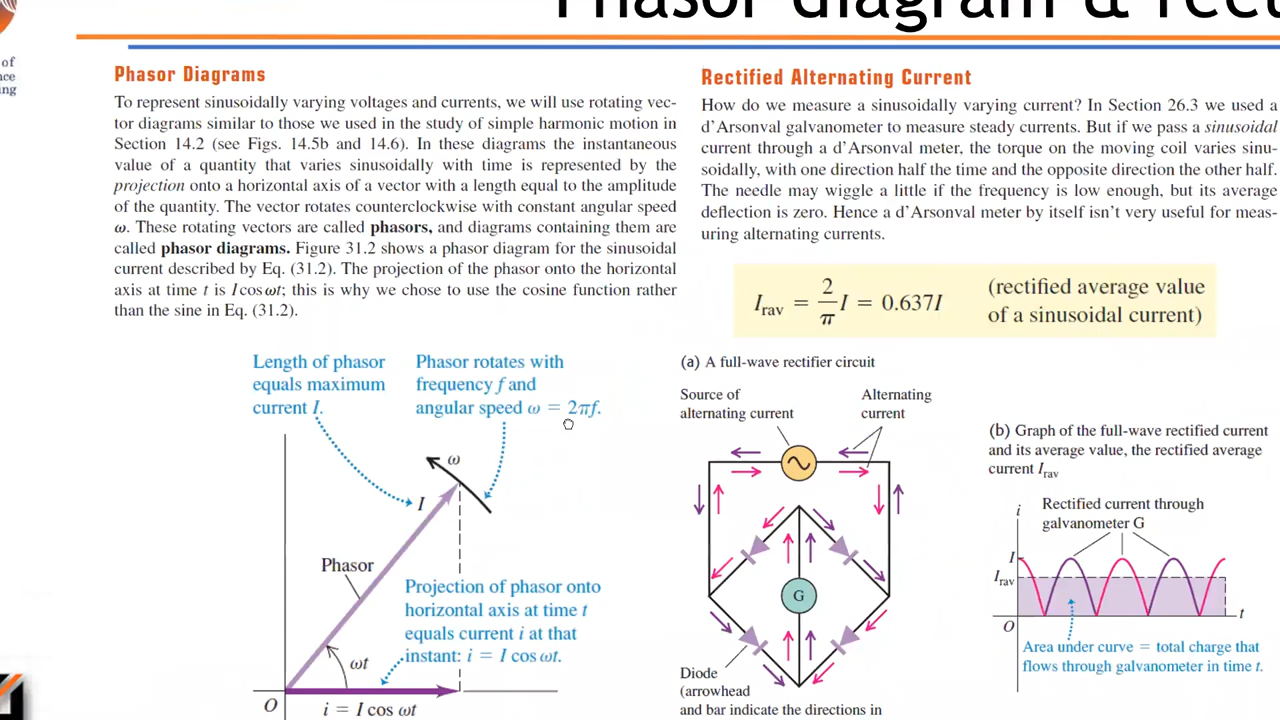 Phasor diagram & rect
of
nce
ng
Phasor Diagrams
To represent sinusoidally varying voltages and currents, we will use rotating vec-
tor diagrams similar to those we used in the study of simple harmonic motion in
Section 14.2 (see Figs. 14.5b and 14.6). In these diagrams the instantaneous
value of a quantity that varies sinusoidally with time is represented by the
projection onto a horizontal axis of a vector with a length equal to the amplitude
of the quantity. The vector rotates counterclockwise with constant angular speed
ω. These rotating vectors are called phasors, and diagrams containing them are
called phasor diagrams. Figure 31.2 shows a phasor diagram for the sinusoidal
current described by Eq. (31.2). The projection of the phasor onto the horizontal
axis at time t is I cos ωt; this is why we chose to use the cosine function rather
than the sine in Eq. (31.2).
Length of phasor
equals maximum
current I.
Phasor rotates with
frequency f and
angular speed ω = 2πf.
ω
I
Phasor
Projection of phasor onto
horizontal axis at time t
equals current i at that
instant: i = I cos ωt.
ωt
O
i = I cos ωt
Rectified Alternating Current
How do we measure a sinusoidally varying current? In Section 26.3 we used a
d'Arsonval galvanometer to measure steady currents. But if we pass a sinusoidal
current through a d'Arsonval meter, the torque on the moving coil varies sinu-
soidally, with one direction half the time and the opposite direction the other half.
The needle may wiggle a little if the frequency is low enough, but its average
deflection is zero. Hence a d'Arsonval meter by itself isn't very useful for meas-
uring alternating currents.
Irav = 2/π I = 0.637I
(rectified average value
of a sinusoidal current)
(a) A full-wave rectifier circuit
Source of
alternating current
Alternating
current
G
Diode
(arrowhead
and bar indicate the directions in
(b) Graph of the full-wave rectified current
and its average value, the rectified average
current Irav
Rectified current through
galvanometer G
i
I
Irav
O
t
Area under curve = total charge that
flows through galvanometer in time t.